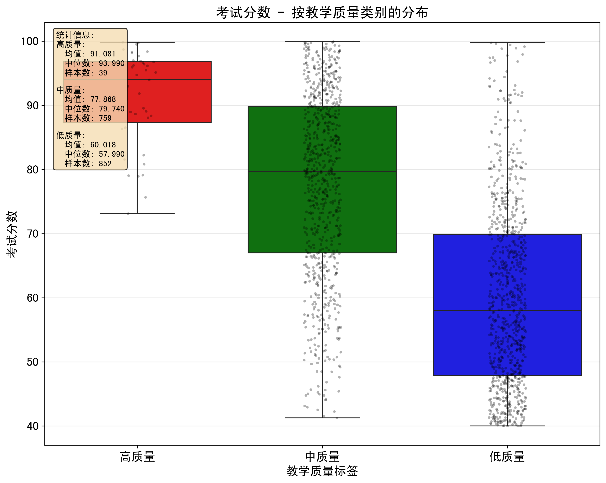 考试分数 - 按教学质量类别的分布
统计信息:
高质量:
均值: 91.081
中位数: 93.990
样本数: 39
中质量:
均值: 77.868
中位数: 79.740
样本数: 759
低质量:
均值: 60.018
中位数: 57.990
样本数: 852
考试分数
100
90
80
70
60
50
40
高质量
中质量
低质量
教学质量标签